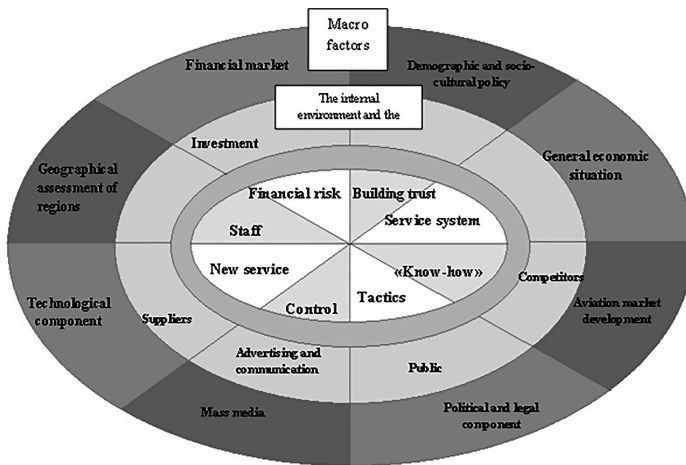 Macro
factors
Financial market
Demographic and socio-
cultural policy
The internal
environment and the
Investment
Geographical
assessment of
regions
General economic
situation
Financial risk
Building trust
Staff
Service system
New service
«Know-how»
Competitors
Technological
component
Suppliers
Control
Tactics
Aviation market
development
Advertising and
communication
Public
Mass media
Political and legal
component